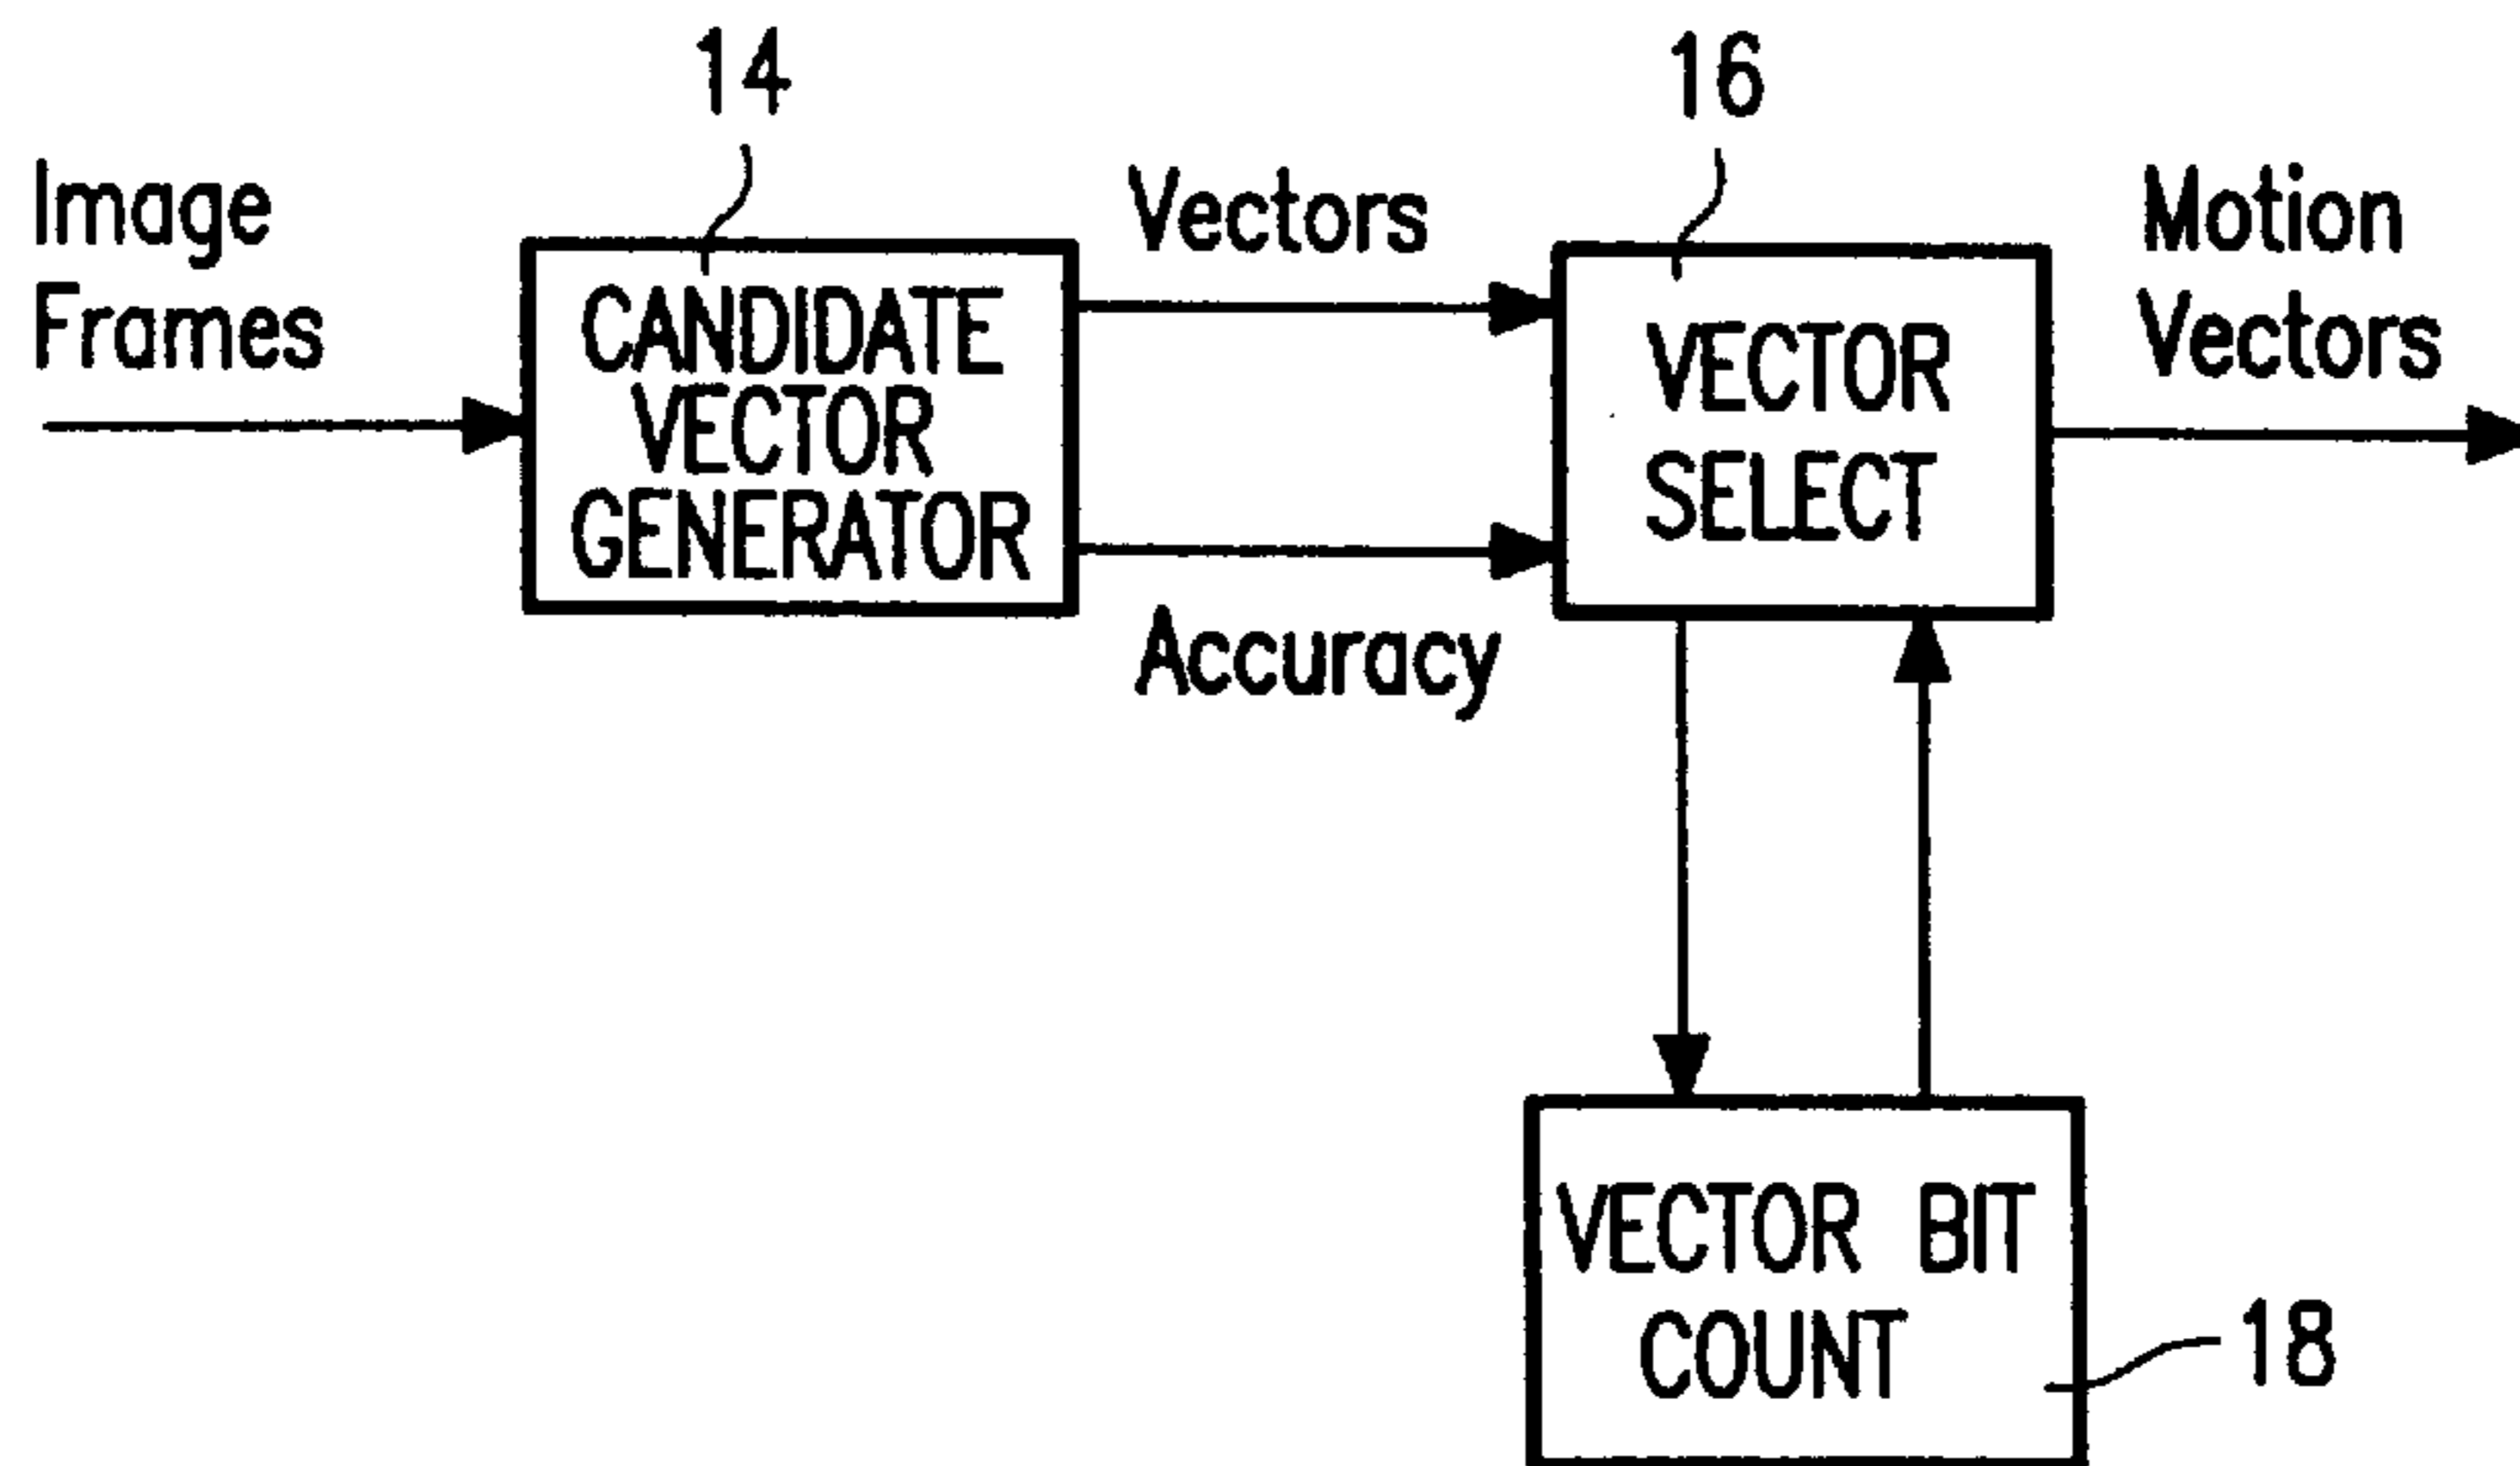 14
16
Image
Frames
Vectors
Motion
Vectors
CANDIDATE
VECTOR
GENERATOR
VECTOR
SELECT
Accuracy
VECTOR BIT
COUNT
18